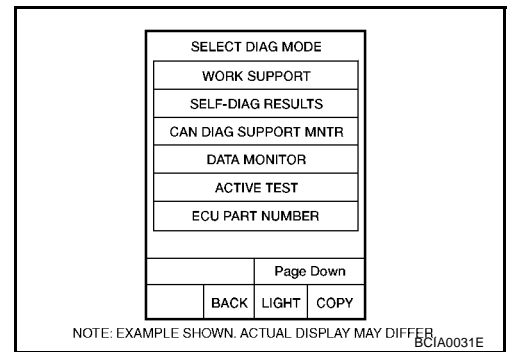 SELECT DIAG MODE
WORK SUPPORT
SELF-DIAG RESULTS
CAN DIAG SUPPORT MNTR
DATA MONITOR
ACTIVE TEST
ECU PART NUMBER
Page Down
BACK LIGHT COPY
NOTE: EXAMPLE SHOWN. ACTUAL DISPLAY MAY DIFFER.
BCIA0031E